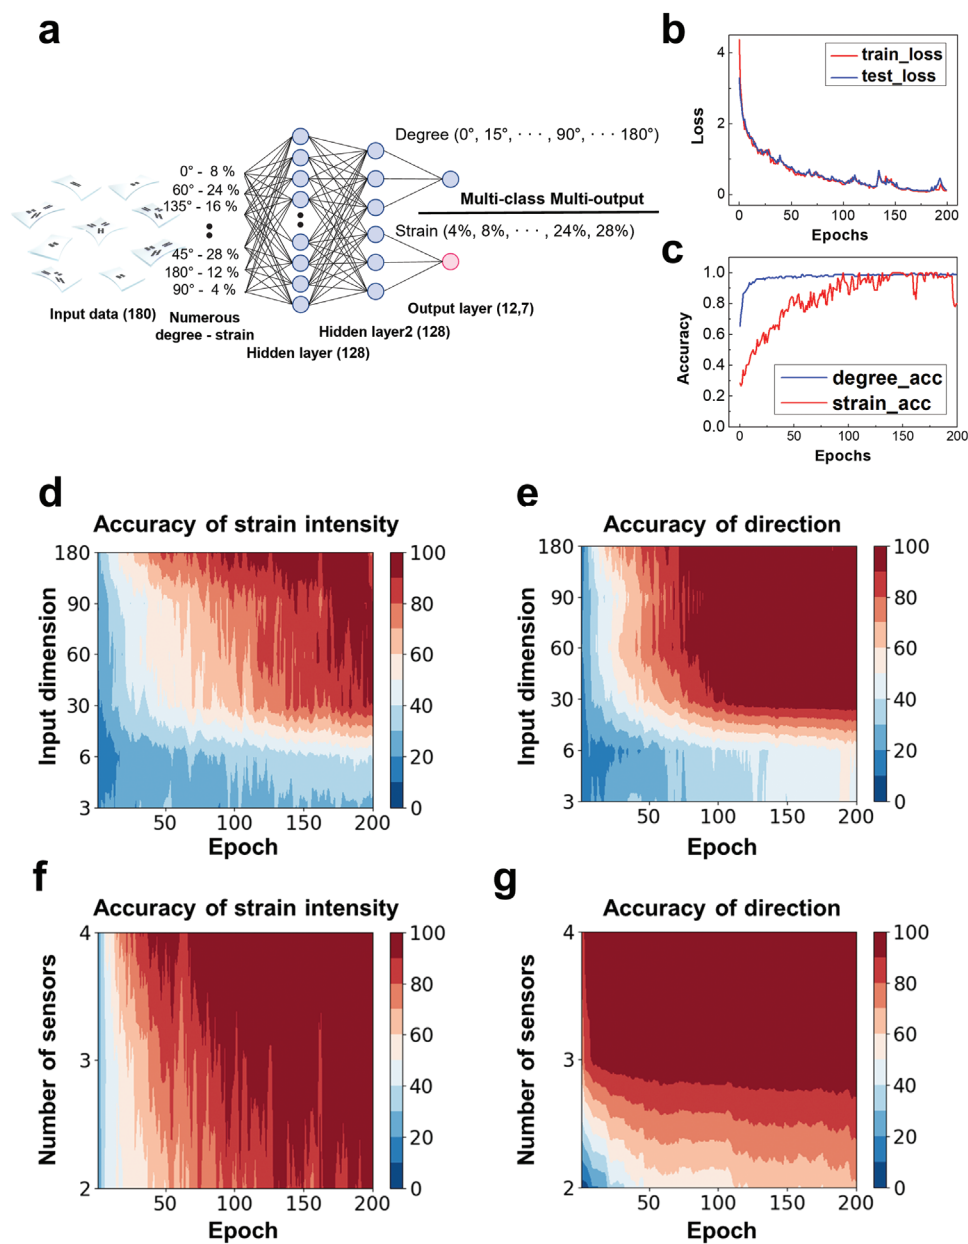 a
0° - 8 %
60° - 24 %
135° - 16 %
45° - 28 %
180° - 12 %
90° - 4 %
Input data (180)
Numerous
degree - strain
Hidden layer (128)
Hidden layer2 (128)
Output layer (12,7)
Degree (0°, 15°, · · · , 90°, · · · 180°)
Multi-class Multi-output
Strain (4%, 8%, · · · , 24%, 28%)
b
train_loss
test_loss
Loss
4
2
0
0 50 100 150 200
Epochs
c
degree_acc
strain_acc
Accuracy
1.0
0.8
0.6
0.4
0.2
0.0
0 50 100 150 200
Epochs
d
Accuracy of strain intensity
Input dimension
180
90
60
30
6
3
50 100 150 200
Epoch
100
80
60
40
20
0
e
Accuracy of direction
Input dimension
180
90
60
30
6
3
50 100 150 200
Epoch
100
80
60
40
20
0
f
Accuracy of strain intensity
Number of sensors
4
3
2
50 100 150 200
Epoch
100
80
60
40
20
0
g
Accuracy of direction
Number of sensors
4
3
2
50 100 150 200
Epoch
100
80
60
40
20
0